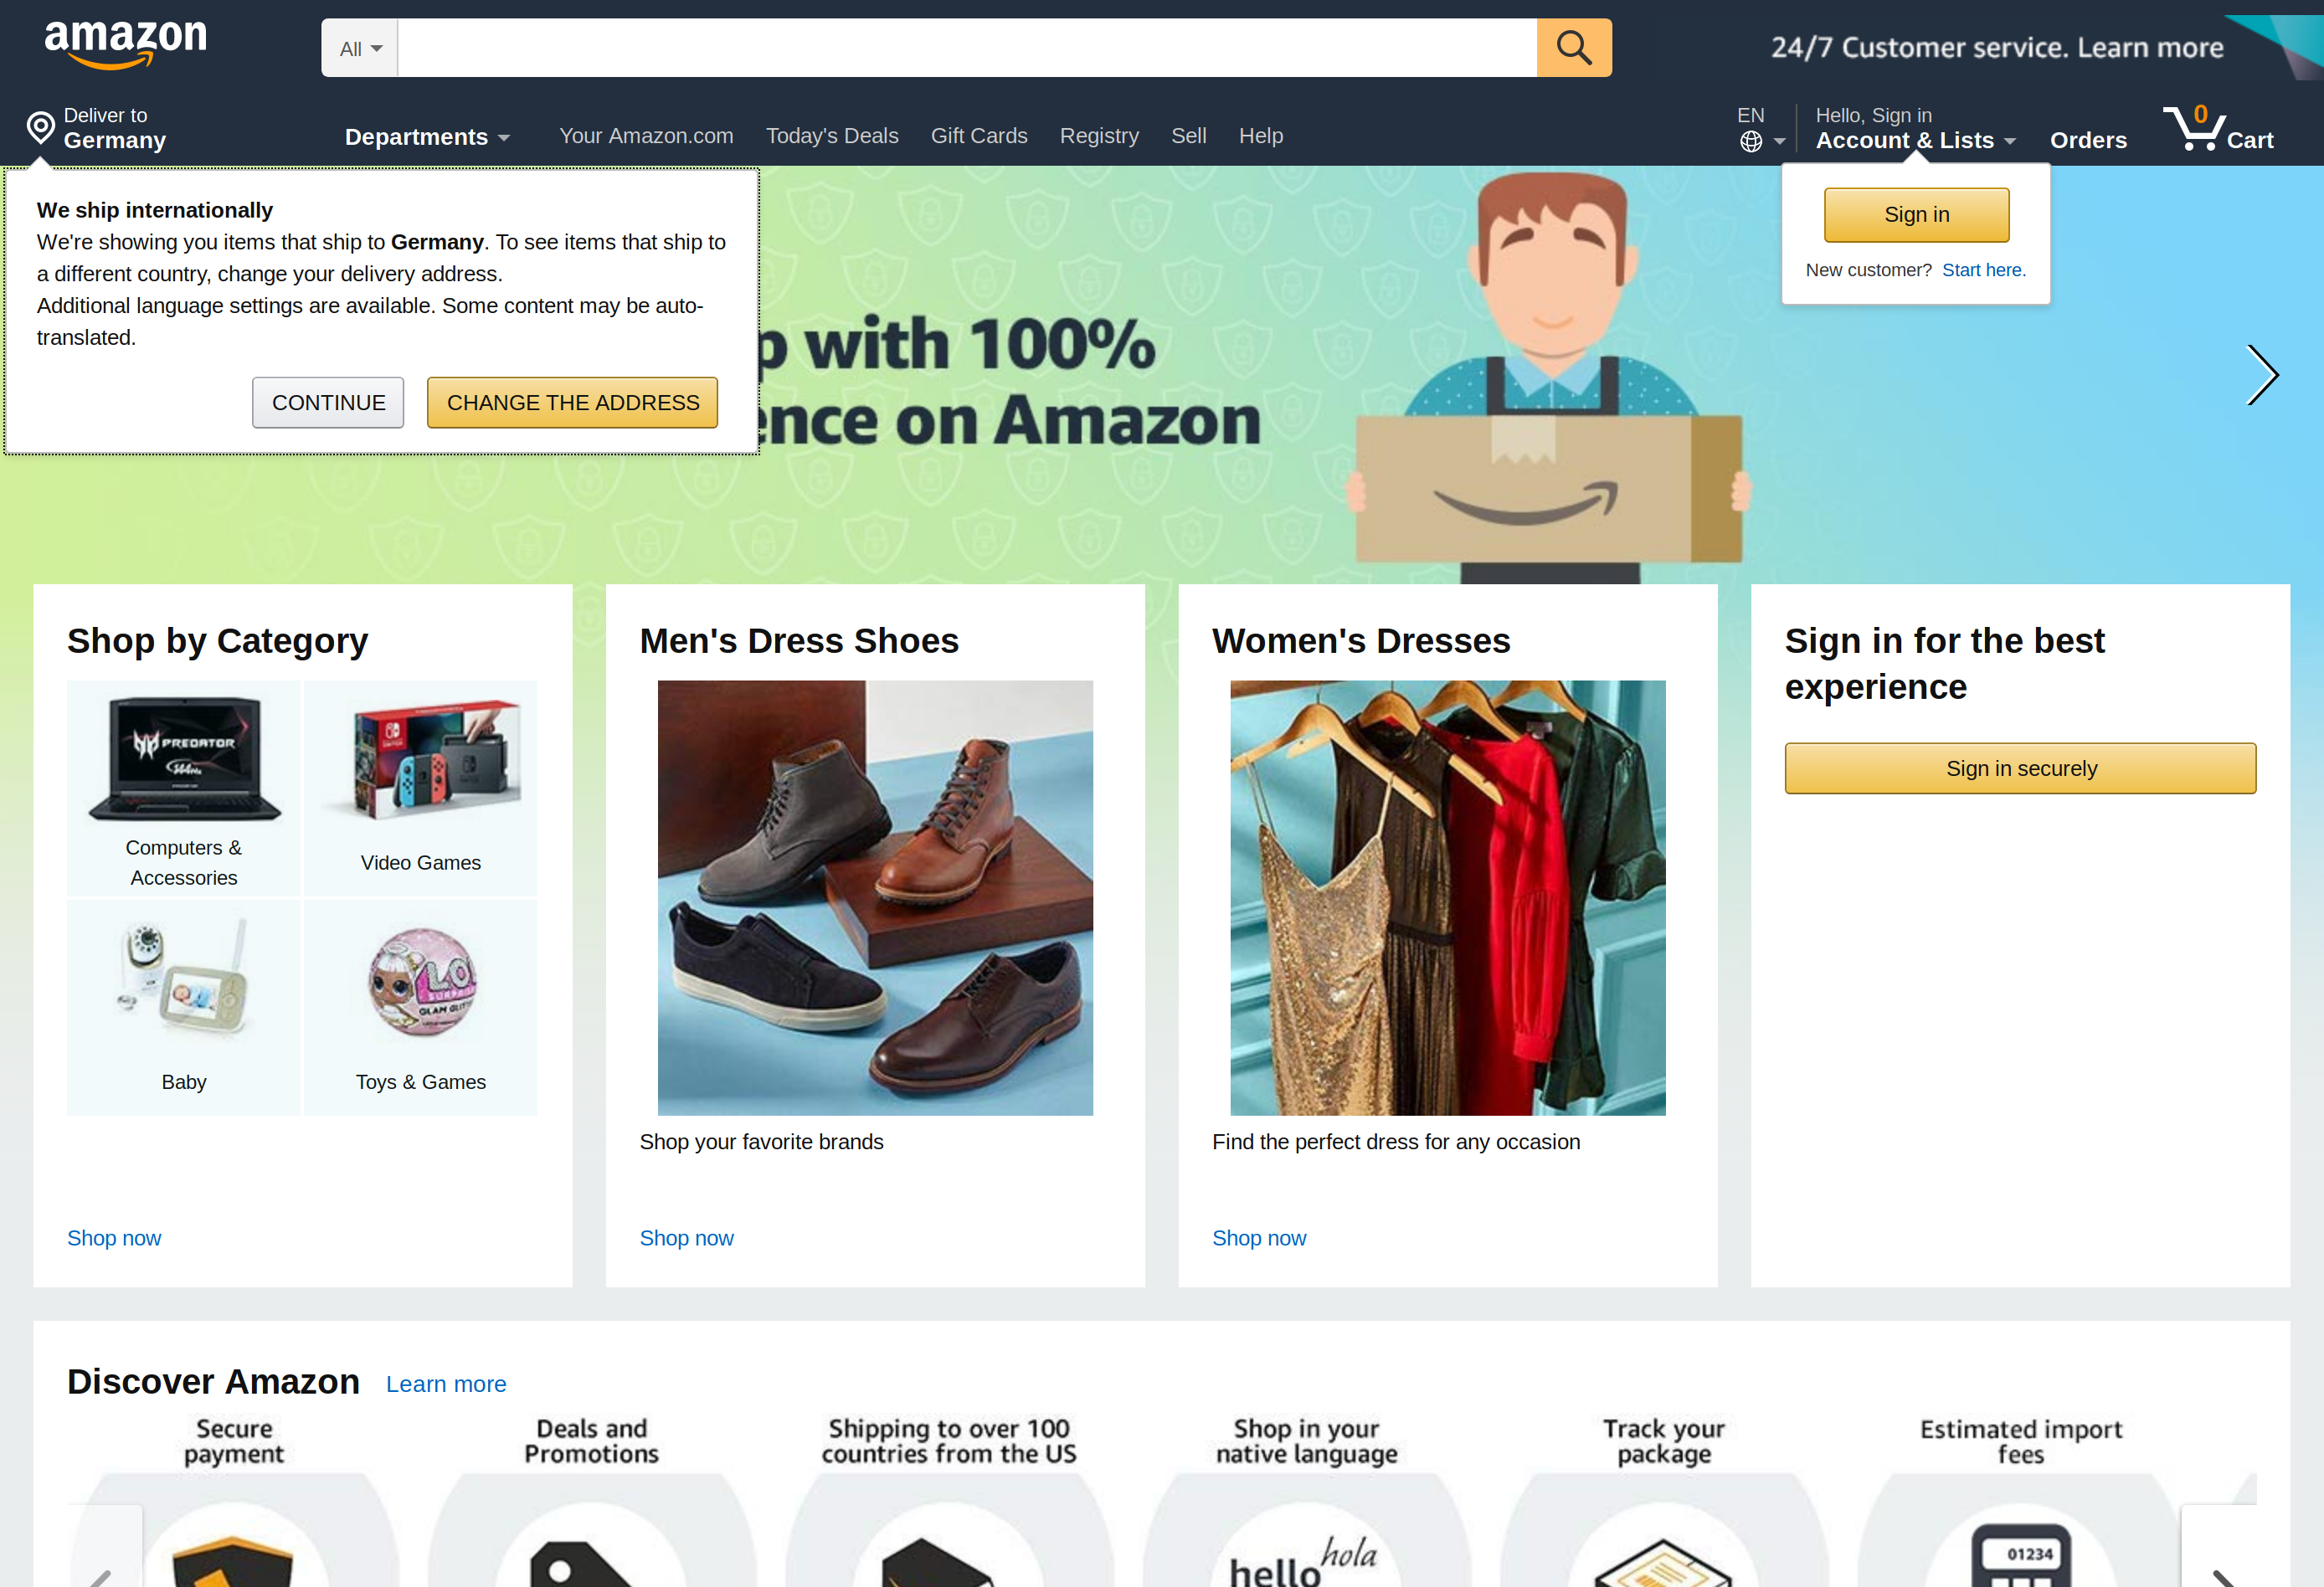 amazon
All
24/7 Customer service. Learn more
Deliver to
Germany
Departments
Your Amazon.com
Today's Deals
Gift Cards
Registry
Sell
Help
EN
Hello, Sign in
Account & Lists
Orders
0
Cart
We ship internationally
We're showing you items that ship to Germany. To see items that ship to
a different country, change your delivery address.
Additional language settings are available. Some content may be auto-
translated.
CONTINUE
CHANGE THE ADDRESS
Sign in
New customer? Start here.
p with 100%
ence on Amazon
Shop by Category
PREDATOR
Computers &
Accessories
Video Games
Baby
Toys & Games
Shop now
Men's Dress Shoes
Shop your favorite brands
Shop now
Women's Dresses
Find the perfect dress for any occasion
Shop now
Sign in for the best
experience
Sign in securely
Discover Amazon
Learn more
Secure
payment
Deals and
Promotions
Shipping to over 100
countries from the US
Shop in your
native language
hello
hola
Track your
package
Estimated import
fees
01234